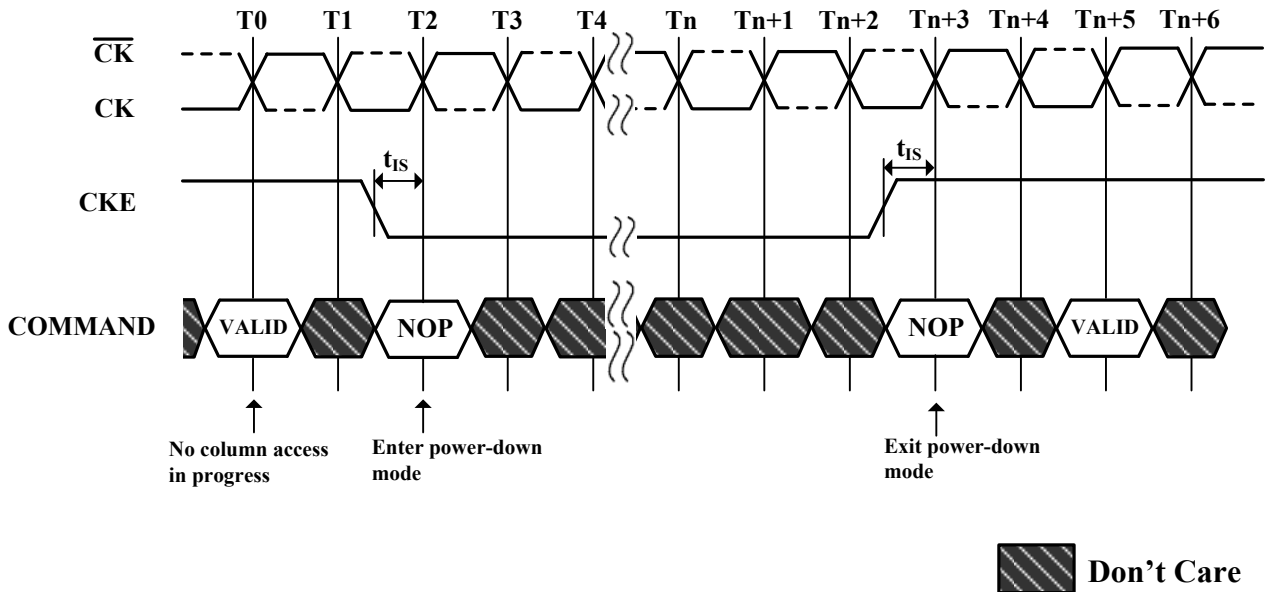 T0 T1 T2 T3 T4 Tn Tn+1 Tn+2 Tn+3 Tn+4 Tn+5 Tn+6
CK
CK
tIS tIS
CKE
COMMAND VALID NOP NOP VALID
No column access
in progress
Enter power-down
mode
Exit power-down
mode
Don't Care